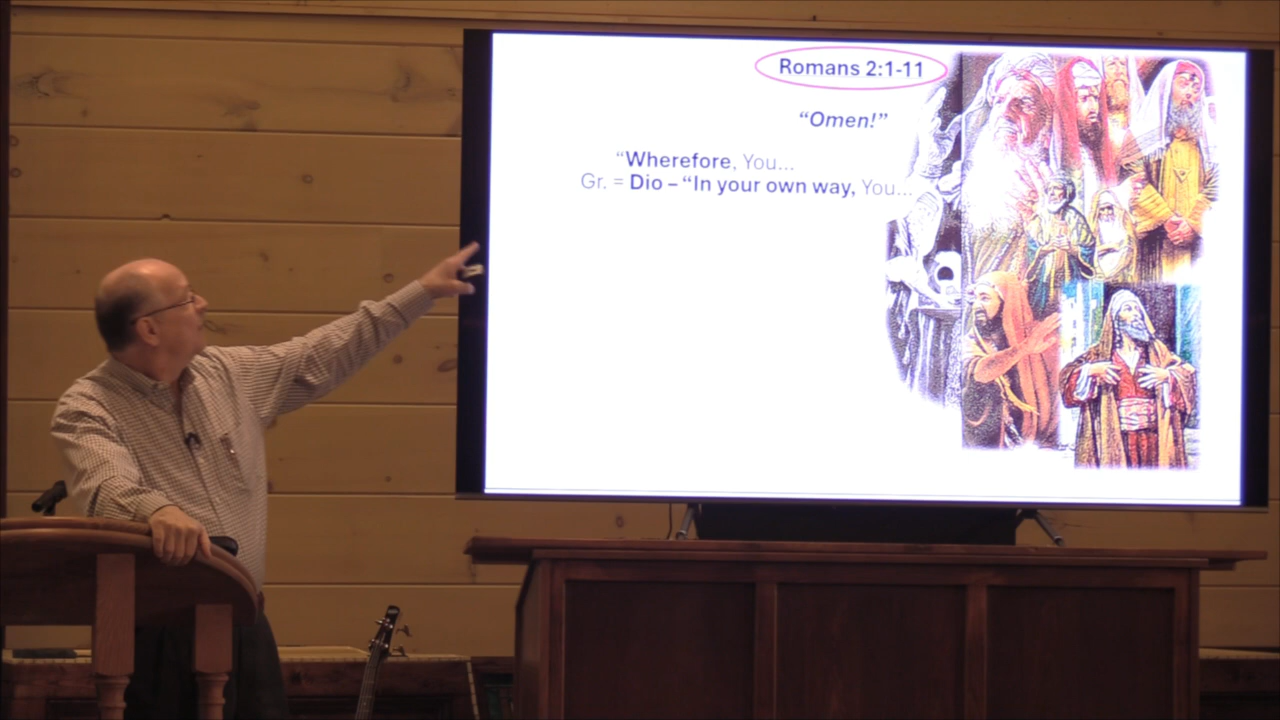 Romans 2:1-11
“Omen!”
“Wherefore, You...
Gr. = Dio – “In your own way, You...